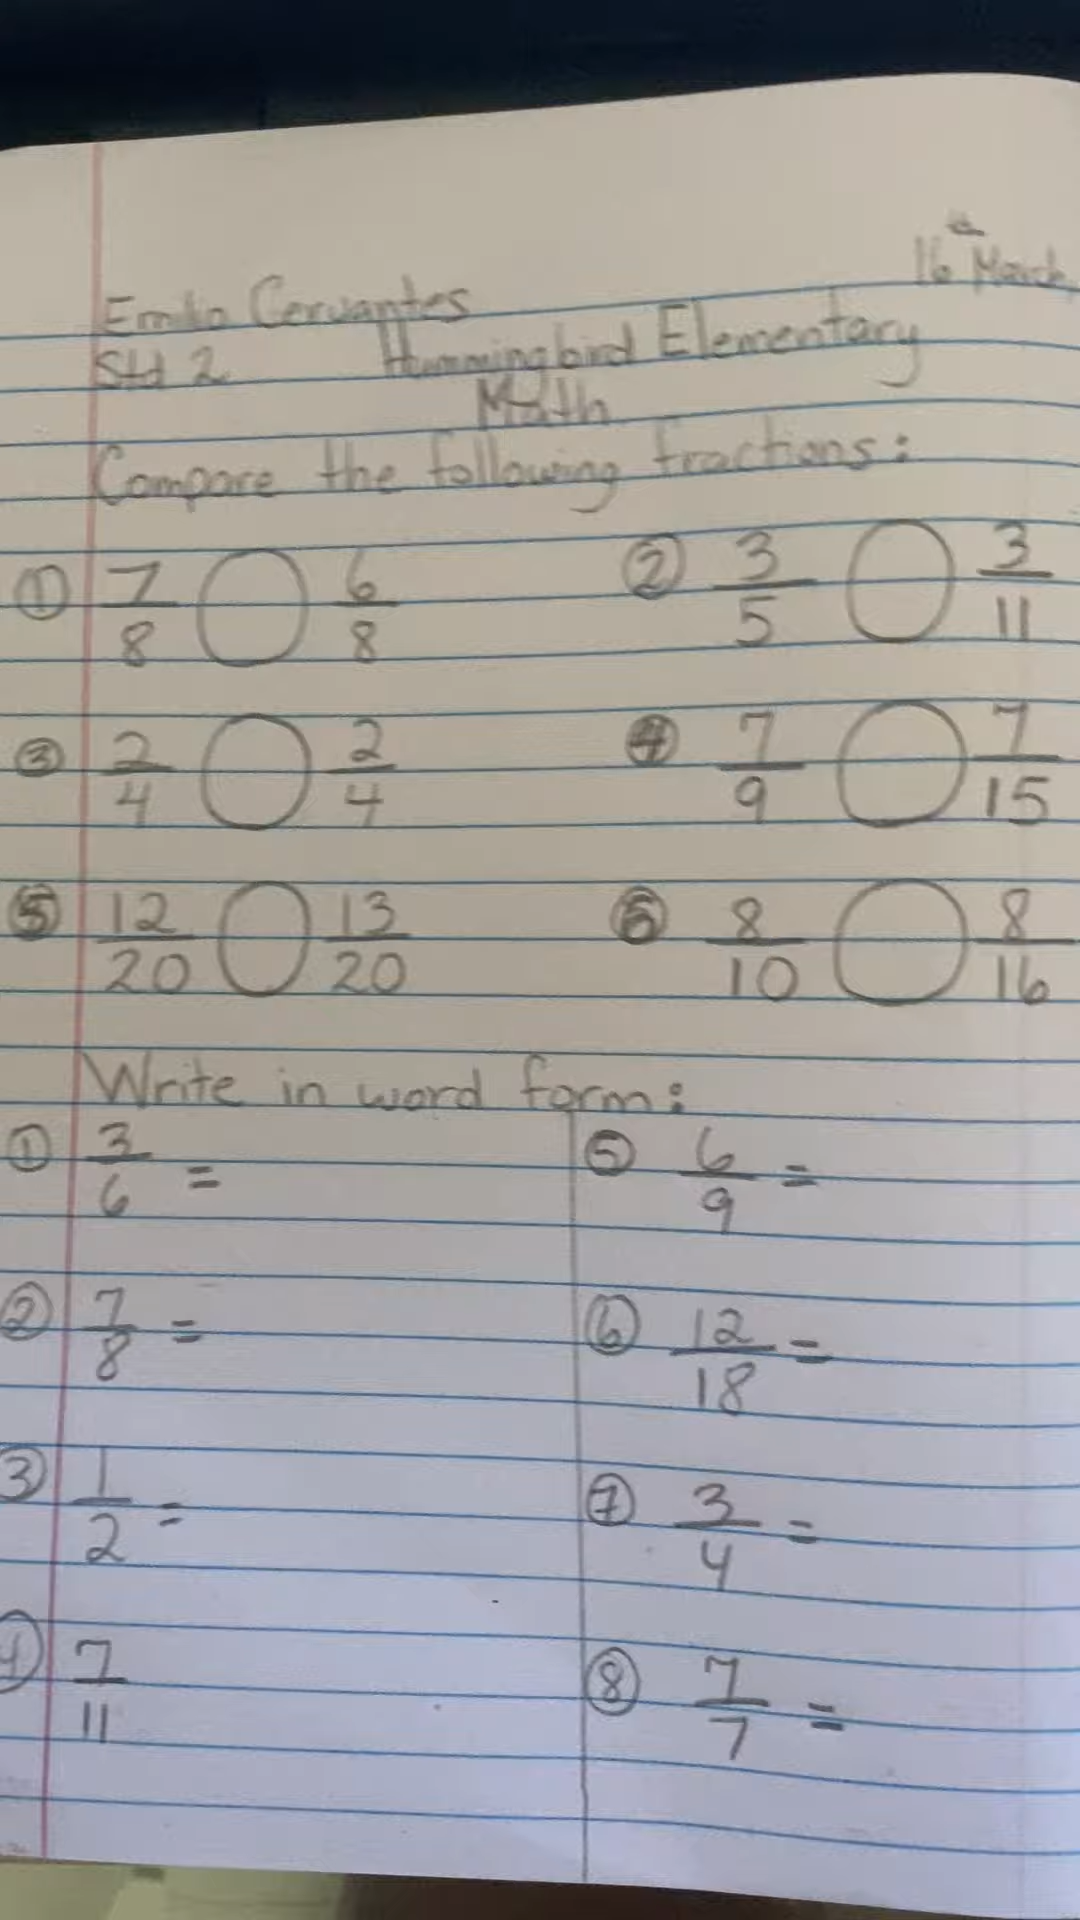 16 March
Emilio Cervantes
Std 2 Hummingbird Elementary
Math
Compare the following fractions:
① 7/8 ○ 6/8 ② 3/5 ○ 3/11
③ 2/4 ○ 2/4 ④ 7/9 ○ 7/15
⑤ 12/20 ○ 13/20 ⑥ 8/10 ○ 8/16
Write in word form:
① 3/6 = ⑤ 6/9 =
② 7/8 = ⑥ 12/18 =
③ 1/2 = ⑦ 3/4 =
④ 7/11 ⑧ 7/7 =